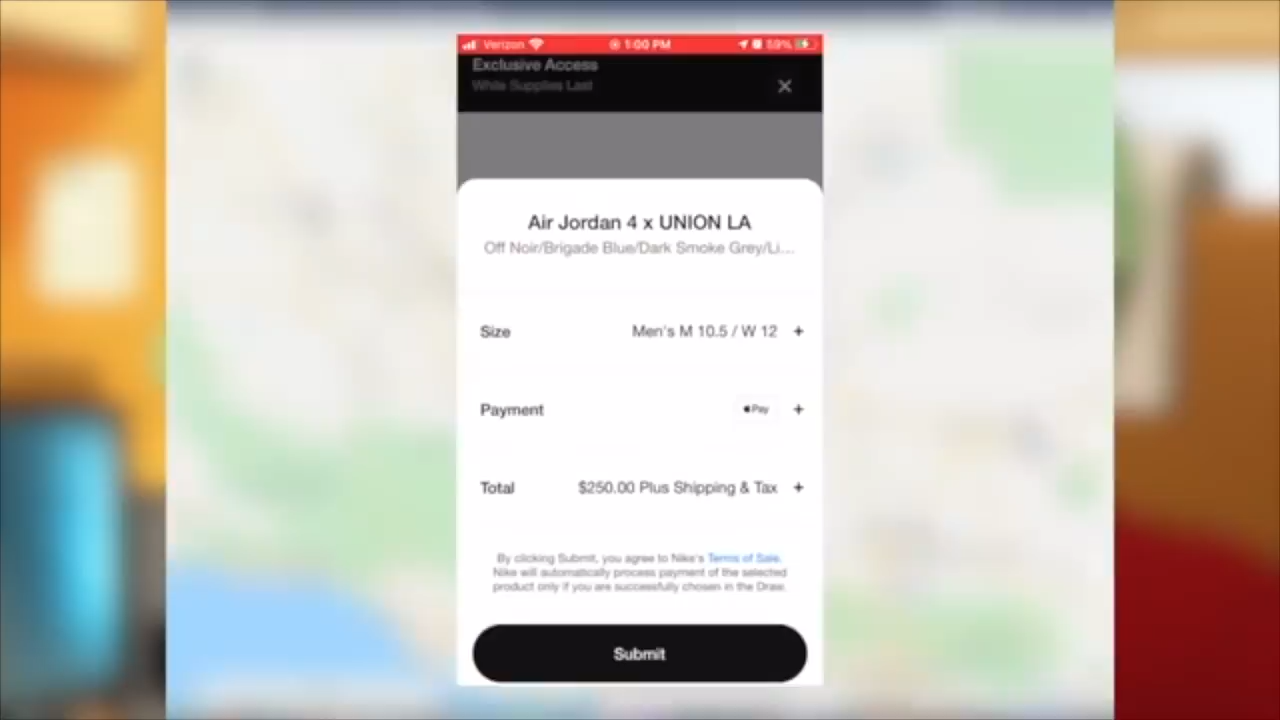 Verizon 1:00 PM 59%
Exclusive Access
While Supplies Last
Air Jordan 4 x UNION LA
Off Noir/Brigade Blue/Dark Smoke Grey/Li...
Size Men's M 10.5 / W 12 +
Payment Pay +
Total $250.00 Plus Shipping & Tax +
By clicking Submit, you agree to Nike's Terms of Sale.
Nike will automatically process payment of the selected
product only if you are successfully chosen in the Draw.
Submit